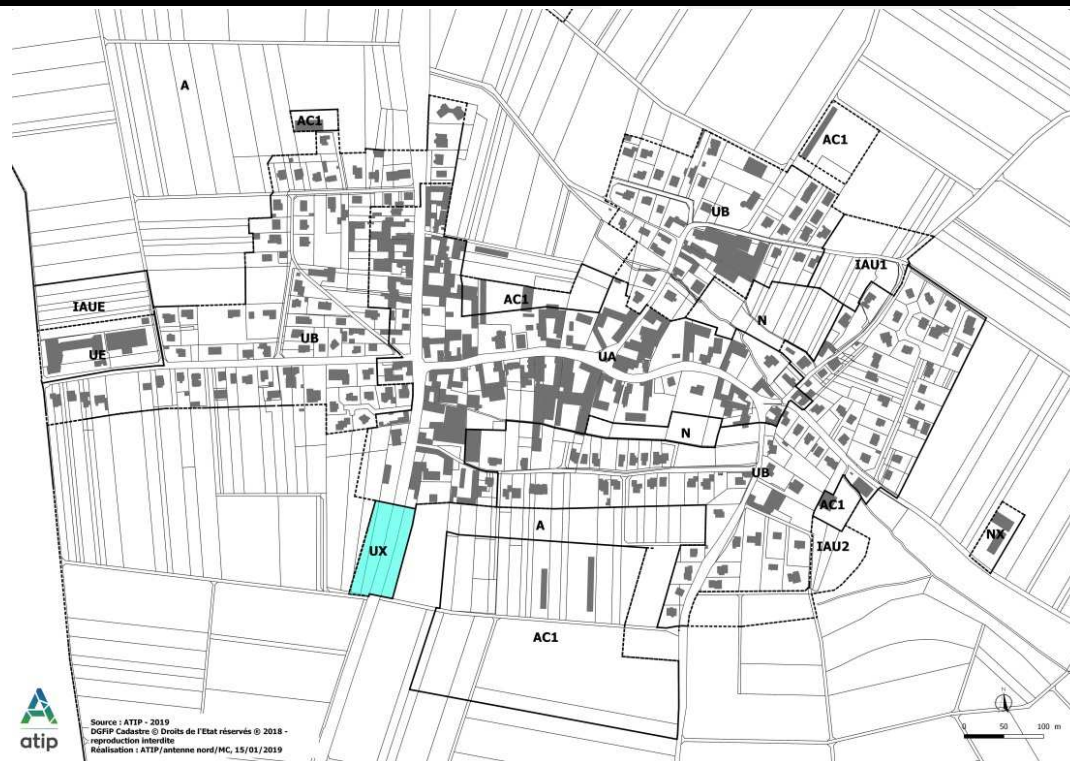 A
AC1
AC1
UB
IAU1
IAUE
AC1
N
UB
UA
UE
N
UB
AC1
A
NX
UX
IAU2
AC1
N
0 50 100 m
atip
Source : ATIP - 2019
DGFiP Cadastre © Droits de l'Etat réservés ® 2018 -
reproduction interdite
Réalisation : ATIP/antenne nord/MC, 15/01/2019